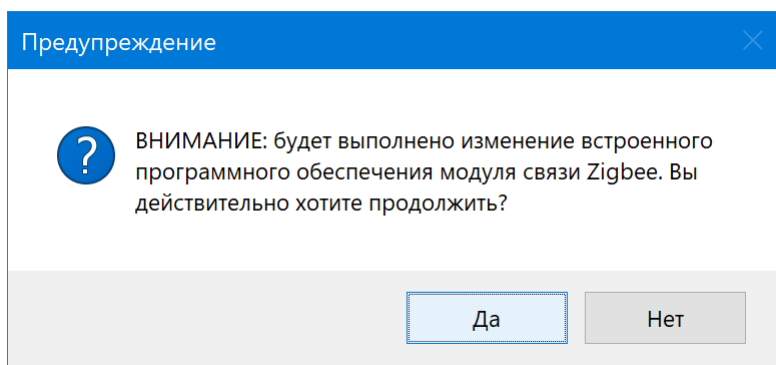 Предупреждение
ВНИМАНИЕ: будет выполнено изменение встроенного
программного обеспечения модуля связи Zigbee. Вы
действительно хотите продолжить?
Да
Нет